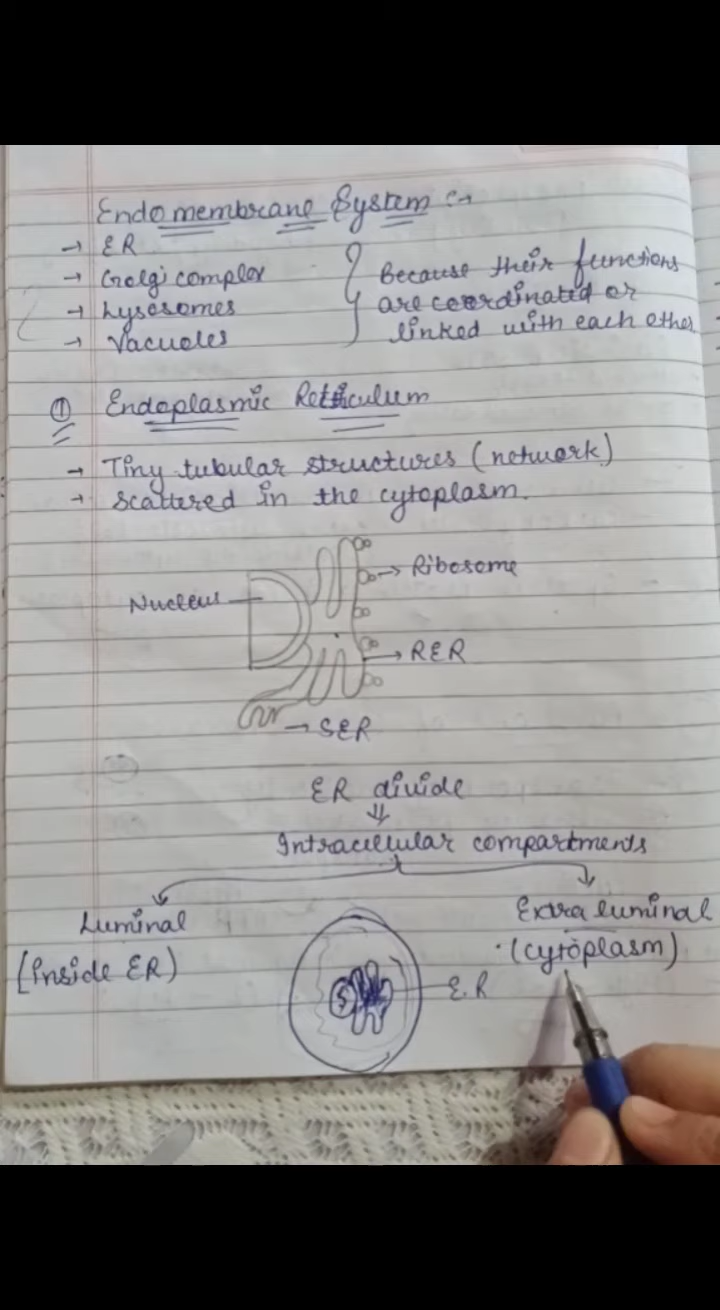 Endomembrane System :-
→ ER
→ Golgi complex
→ Lysosomes
→ Vacuoles
Because their functions
are coordinated or
linked with each other
① Endoplasmic Reticulum
→ Tiny tubular structures (network)
→ Scattered in the cytoplasm.
Nucleus
→ Ribosome
→ RER
→ SER
ER divide
⇓
Intracellular compartments
Luminal
(inside ER)
Extra luminal
(cytoplasm)
E.R